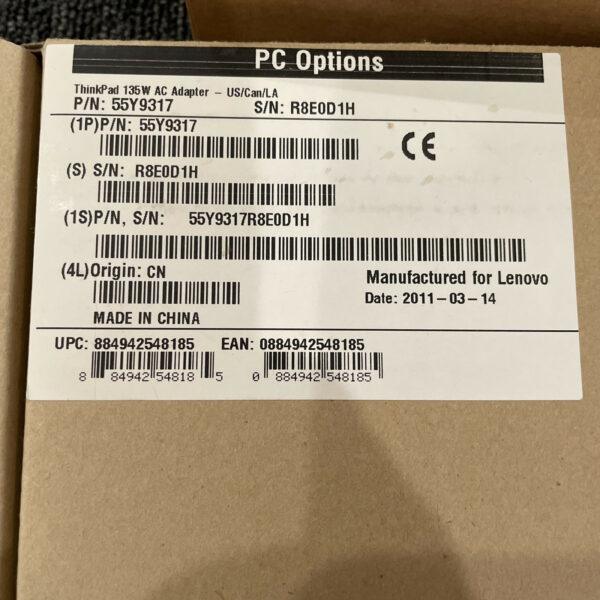 PC Options
ThinkPad 135W AC Adapter – US/Can/LA
P/N: 55Y9317 S/N: R8E0D1H
(1P)P/N: 55Y9317
CE
(S) S/N: R8E0D1H
(1S)P/N, S/N: 55Y9317R8E0D1H
(4L)Origin: CN
Manufactured for Lenovo
Date: 2011-03-14
MADE IN CHINA
UPC: 884942548185 EAN: 0884942548185
8 84942 54818 5 0 884942 548185